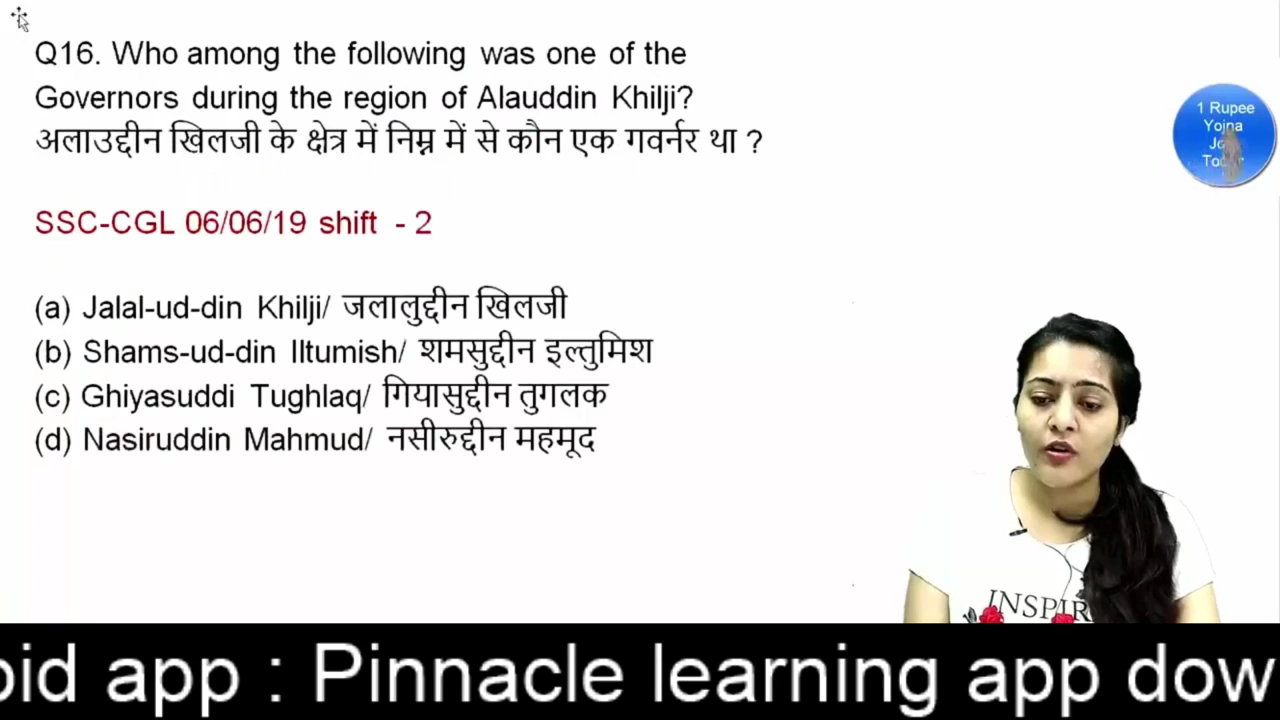 Q16. Who among the following was one of the
Governors during the region of Alauddin Khilji?
अलाउद्दीन खिलजी के क्षेत्र में निम्न में से कौन एक गवर्नर था ?
1 Rupee
Yojna
SSC-CGL 06/06/19 shift - 2
(a) Jalal-ud-din Khilji/ जलालुद्दीन खिलजी
(b) Shams-ud-din Iltumish/ शमसुद्दीन इल्तुमिश
(c) Ghiyasuddi Tughlaq/ गियासुद्दीन तुगलक
(d) Nasiruddin Mahmud/ नसीरुद्दीन महमूद
INSPIR
oid app : Pinnacle learning app dow